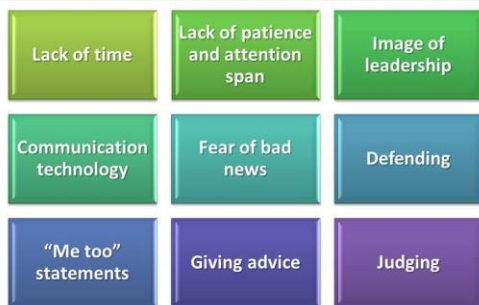 Lack of time
Lack of patience
and attention
span
Image of
leadership
Communication
technology
Fear of bad
news
Defending
“Me too”
statements
Giving advice
Judging